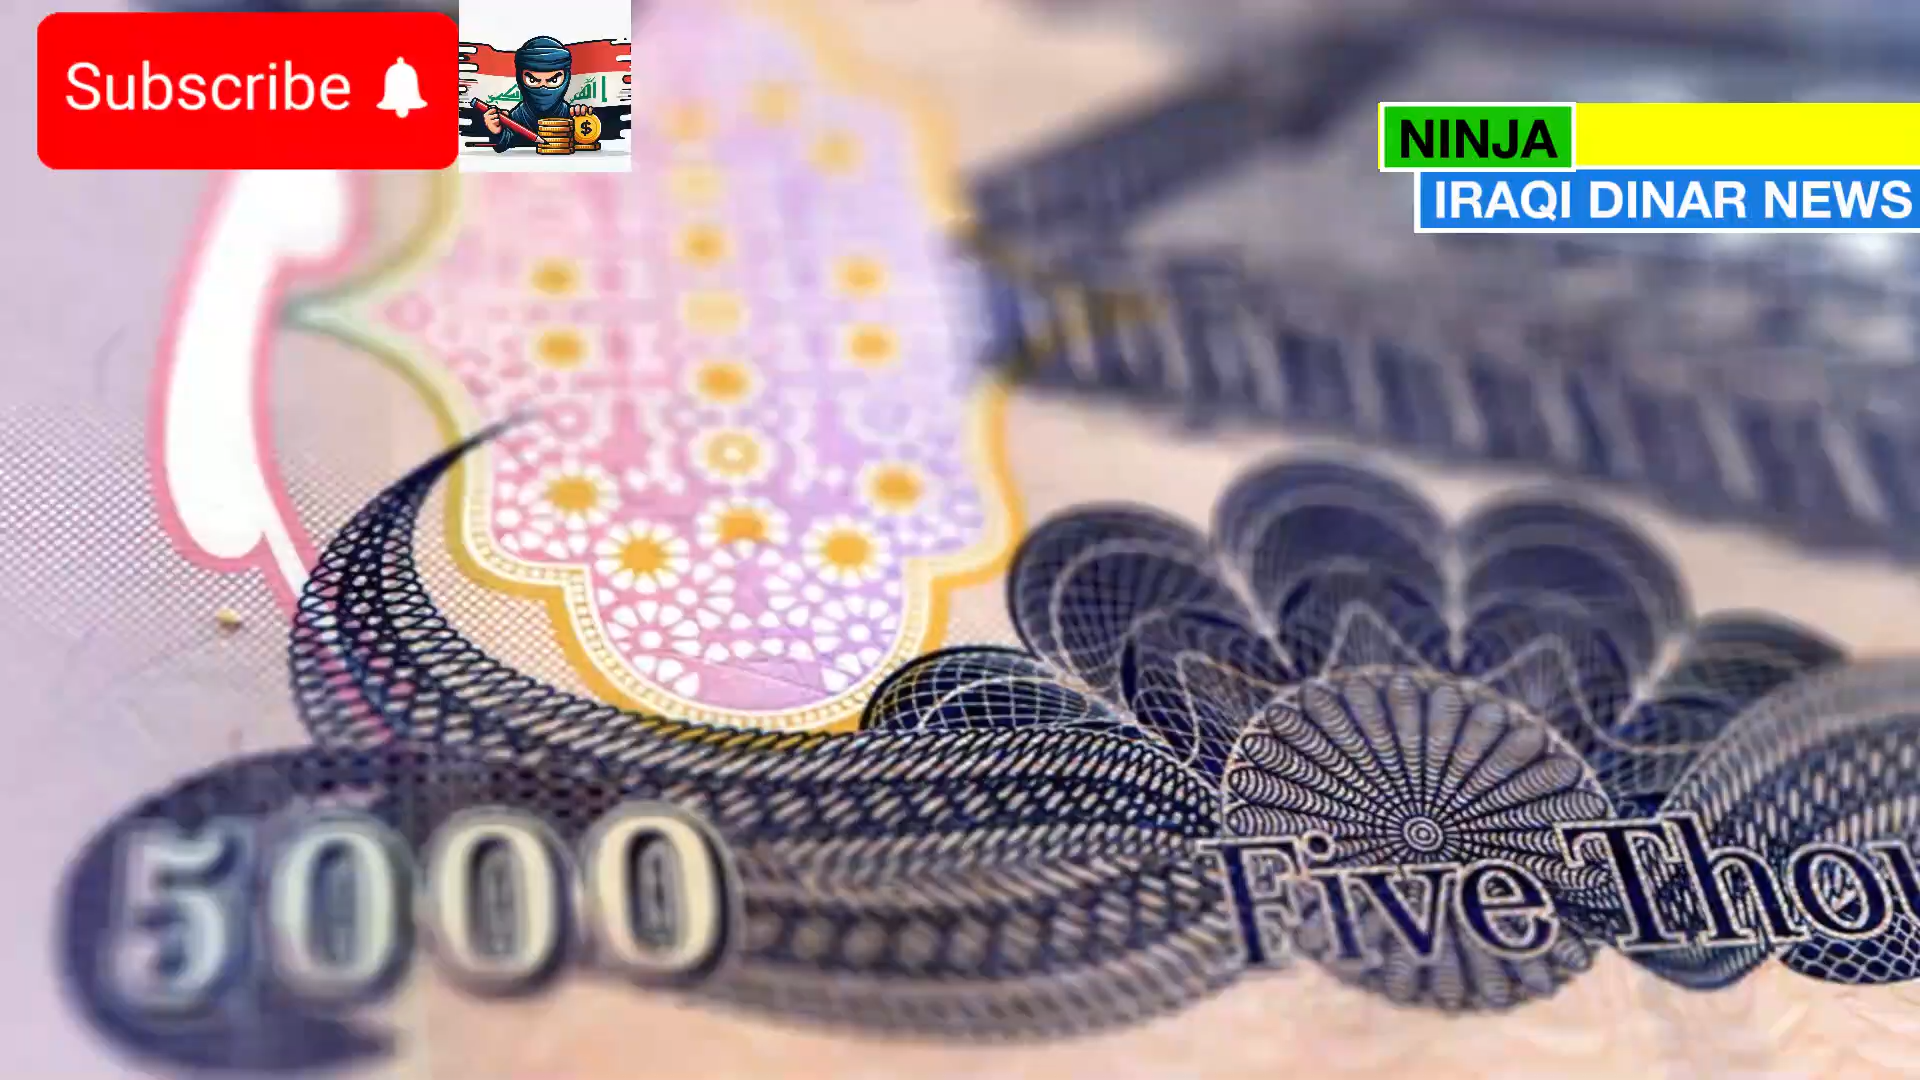 Subscribe
NINJA
IRAQI DINAR NEWS
5000
Five Thou